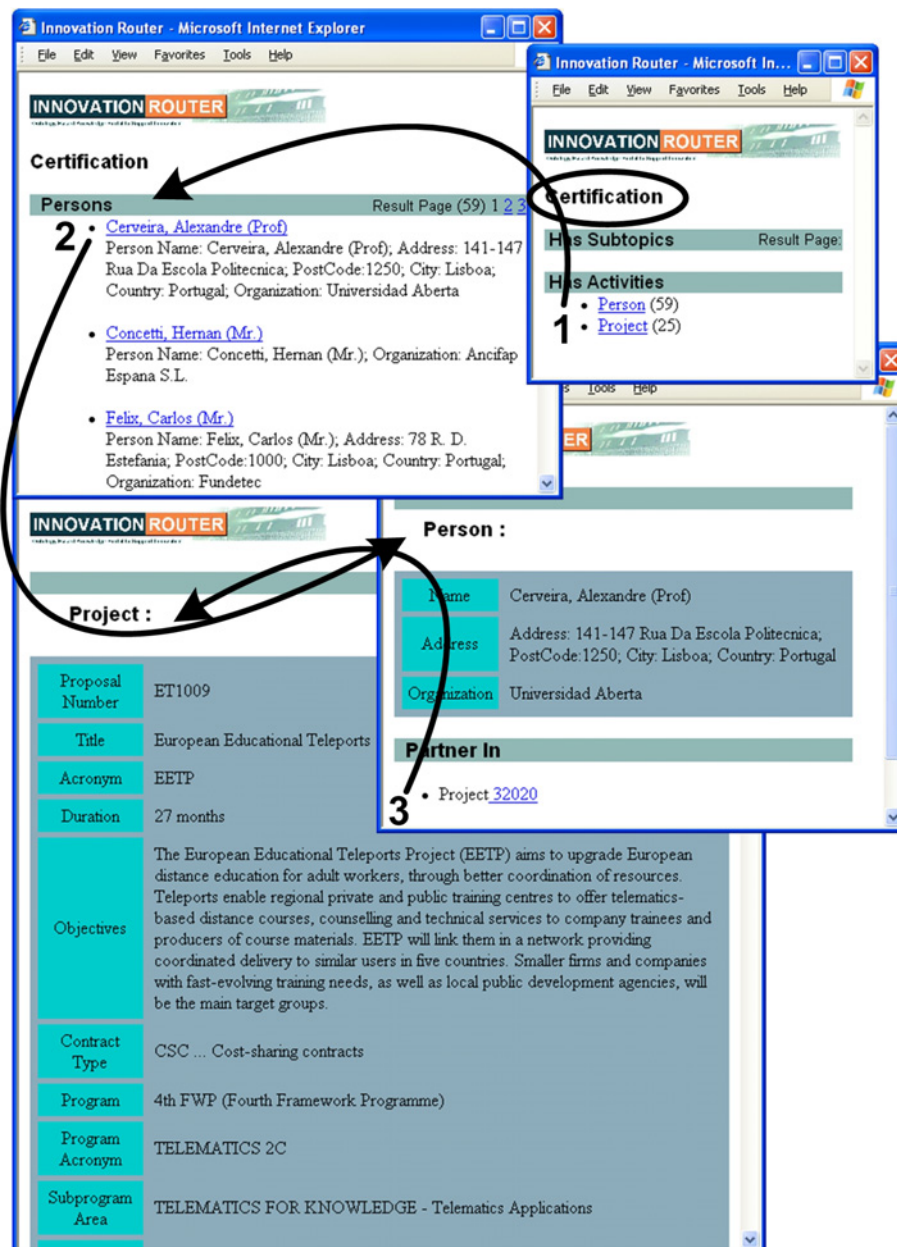 Innovation Router - Microsoft Internet Explorer
File Edit View Favorites Tools Help
INNOVATION ROUTER
Certification
Persons Result Page (59) 1 2 3
2
Cerveira, Alexandre (Prof)
Person Name: Cerveira, Alexandre (Prof); Address: 141-147
Rua Da Escola Politecnica; PostCode:1250; City: Lisboa;
Country: Portugal; Organization: Universidad Aberta
Concetti, Hernan (Mr.)
Person Name: Concetti, Hernan (Mr.); Organization: Ancifap
Espana S.L.
Felix, Carlos (Mr.)
Person Name: Felix, Carlos (Mr.); Address: 78 R. D.
Estefania; PostCode:1000; City: Lisboa; Country: Portugal;
Organization: Fundetec
Innovation Router - Microsoft In...
File Edit View Favorites Tools Help
INNOVATION ROUTER
Certification
Has Subtopics Result Page:
Has Activities
Person (59)
1
Project (25)
s Tools Help
ER
Person :
Name Cerveira, Alexandre (Prof)
Address Address: 141-147 Rua Da Escola Politecnica;
PostCode:1250; City: Lisboa; Country: Portugal
Organization Universidad Aberta
Partner In
Project 32020
3
INNOVATION ROUTER
Project :
Proposal
Number ET1009
Title European Educational Teleports
Acronym EETP
Duration 27 months
Objectives
The European Educational Teleports Project (EETP) aims to upgrade European
distance education for adult workers, through better coordination of resources.
Teleports enable regional private and public training centres to offer telematics-
based distance courses, counselling and technical services to company trainees and
producers of course materials. EETP will link them in a network providing
coordinated delivery to similar users in five countries. Smaller firms and companies
with fast-evolving training needs, as well as local public development agencies, will
be the main target groups.
Contract
Type CSC ... Cost-sharing contracts
Program 4th FWP (Fourth Framework Programme)
Program
Acronym TELEMATICS 2C
Subprogram
Area TELEMATICS FOR KNOWLEDGE - Telematics Applications